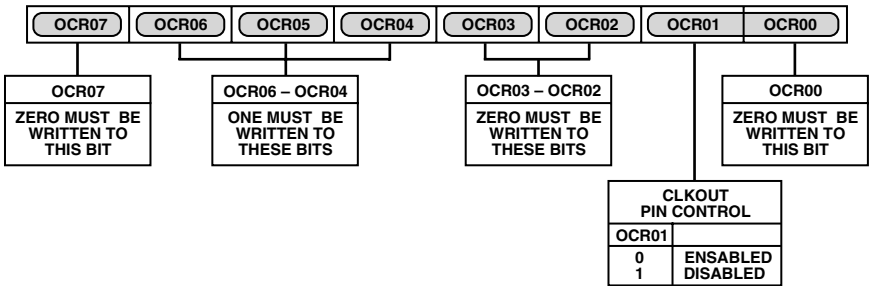 OCR07 OCR06 OCR05 OCR04 OCR03 OCR02 OCR01 OCR00
OCR07
ZERO MUST BE
WRITTEN TO
THIS BIT
OCR06 – OCR04
ONE MUST BE
WRITTEN TO
THESE BITS
OCR03 – OCR02
ZERO MUST BE
WRITTEN TO
THESE BITS
OCR00
ZERO MUST BE
WRITTEN TO
THIS BIT
CLKOUT
PIN CONTROL
OCR01
0 ENSABLED
1 DISABLED